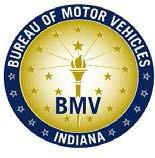 BUREAU OF MOTOR VEHICLES
BMV
INDIANA